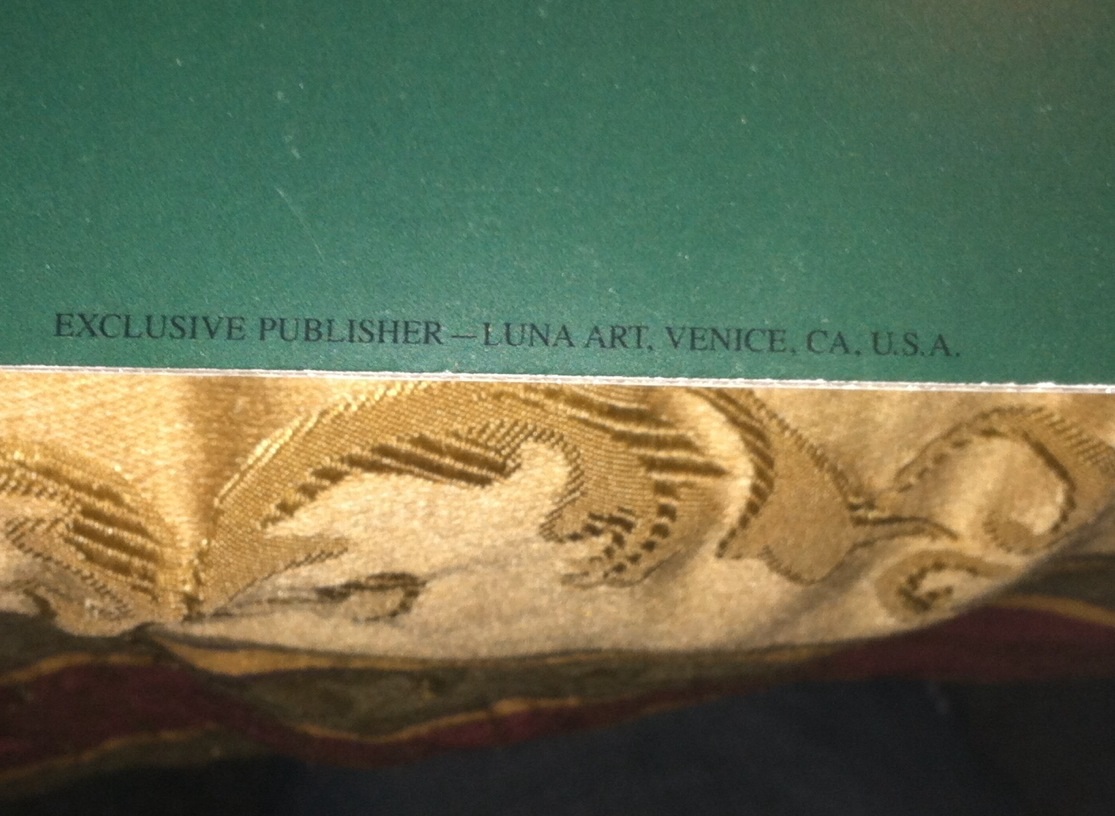 EXCLUSIVE PUBLISHER—LUNA ART, VENICE, CA, U.S.A.